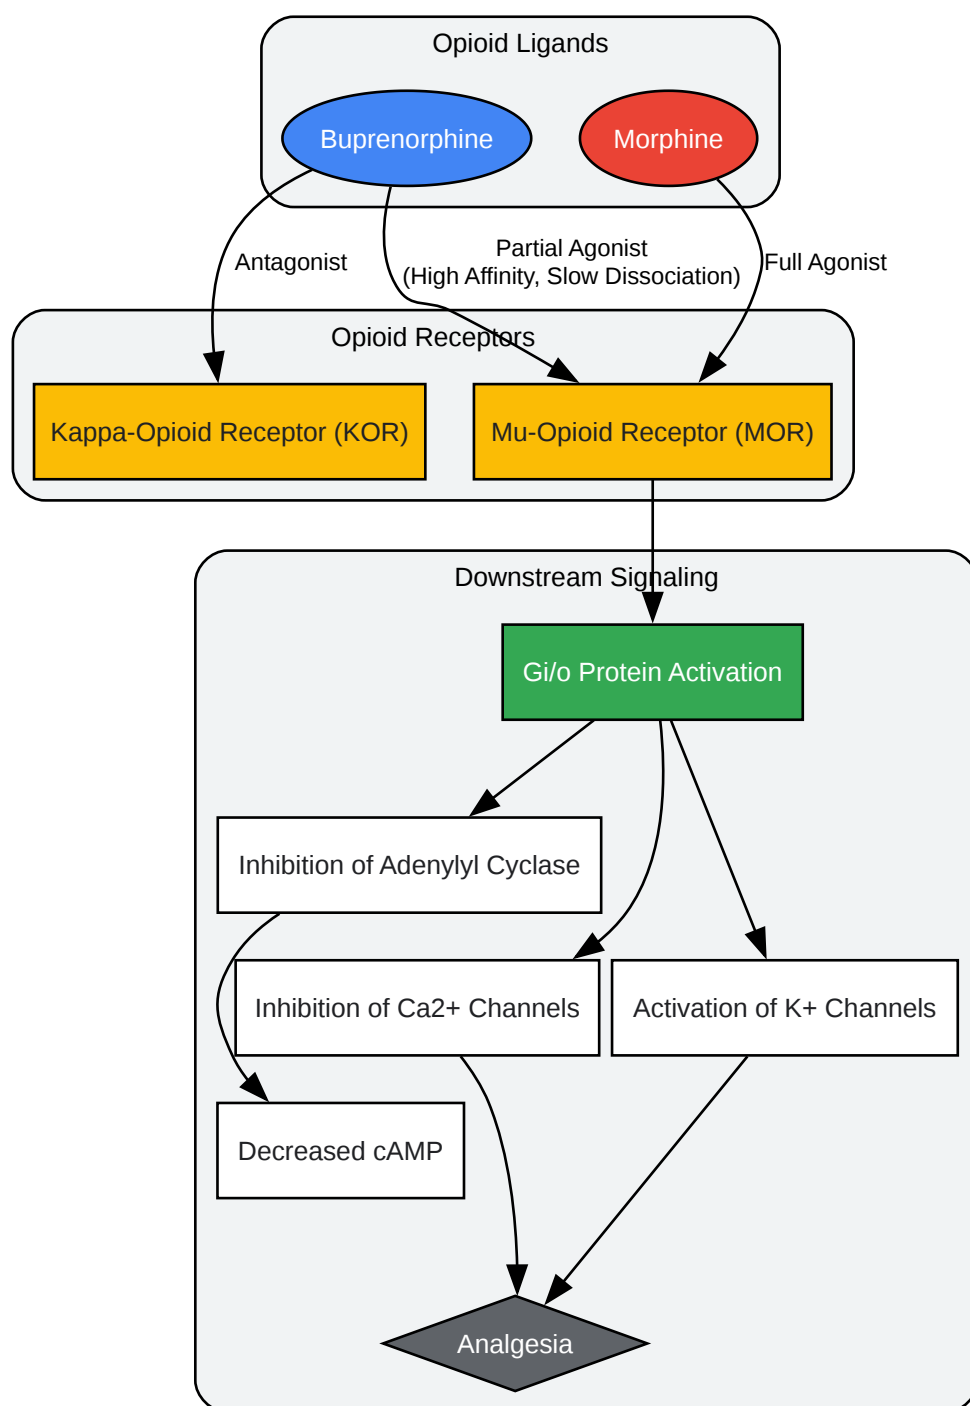 Opioid Ligands
Buprenorphine
Morphine
Antagonist
Partial Agonist
(High Affinity, Slow Dissociation)
Full Agonist
Opioid Receptors
Kappa-Opioid Receptor (KOR)
Mu-Opioid Receptor (MOR)
Downstream Signaling
Gi/o Protein Activation
Inhibition of Adenylyl Cyclase
Inhibition of Ca2+ Channels
Activation of K+ Channels
Decreased cAMP
Analgesia